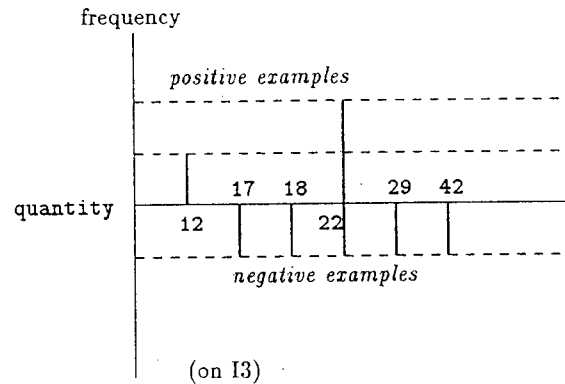 frequency
positive examples
17 18 29 42
quantity
12 22
negative examples
(on I3)